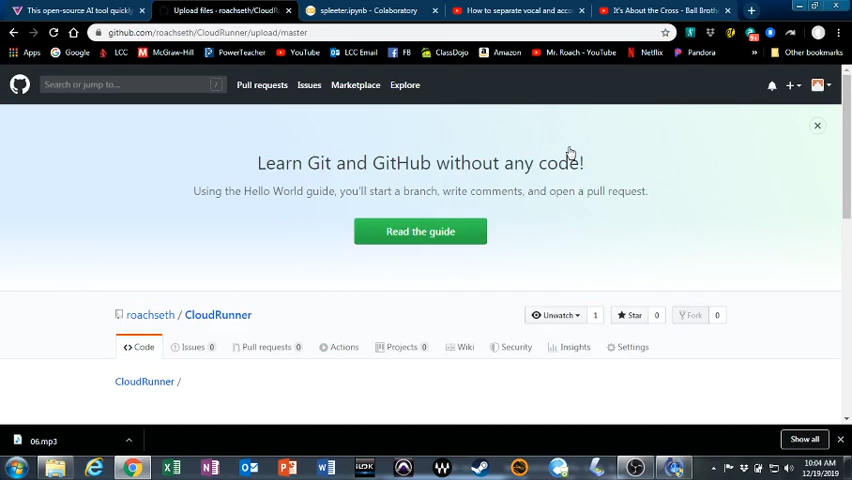 This open-source AI tool quickly
Upload files · roachseth/CloudR
spleeter.ipynb - Colaboratory
How to separate vocal and acco
It's About the Cross - Ball Broth
github.com/roachseth/CloudRunner/upload/master
Apps
Google
LCC
McGraw-Hill
PowerTeacher
YouTube
LCC Email
FB
ClassDojo
Amazon
Mr. Roach - YouTube
Netflix
Pandora
»
Other bookmarks
Search or jump to...
/
Pull requests
Issues
Marketplace
Explore
Learn Git and GitHub without any code!
Using the Hello World guide, you'll start a branch, write comments, and open a pull request.
Read the guide
roachseth / CloudRunner
Unwatch 1
Star 0
Fork 0
Code
Issues 0
Pull requests 0
Actions
Projects 0
Wiki
Security
Insights
Settings
CloudRunner /
06.mp3
Show all
10:04 AM
12/19/2019